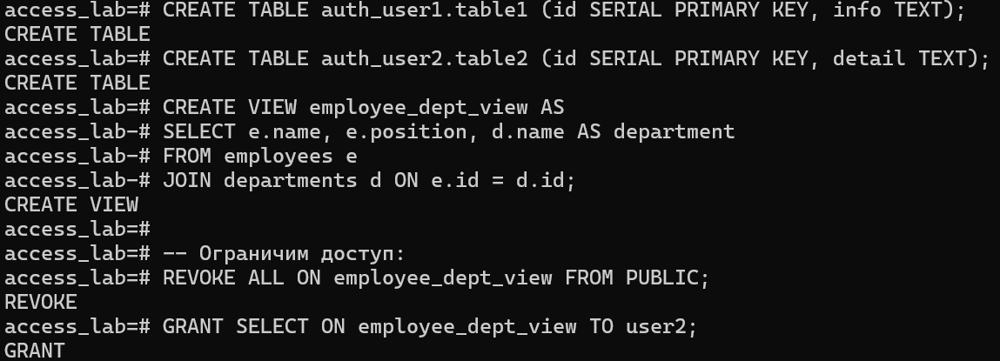 access_lab=# CREATE TABLE auth_user1.table1 (id SERIAL PRIMARY KEY, info TEXT);
CREATE TABLE
access_lab=# CREATE TABLE auth_user2.table2 (id SERIAL PRIMARY KEY, detail TEXT);
CREATE TABLE
access_lab=# CREATE VIEW employee_dept_view AS
access_lab-# SELECT e.name, e.position, d.name AS department
access_lab-# FROM employees e
access_lab-# JOIN departments d ON e.id = d.id;
CREATE VIEW
access_lab=#
access_lab=# -- Ограничим доступ:
access_lab=# REVOKE ALL ON employee_dept_view FROM PUBLIC;
REVOKE
access_lab=# GRANT SELECT ON employee_dept_view TO user2;
GRANT